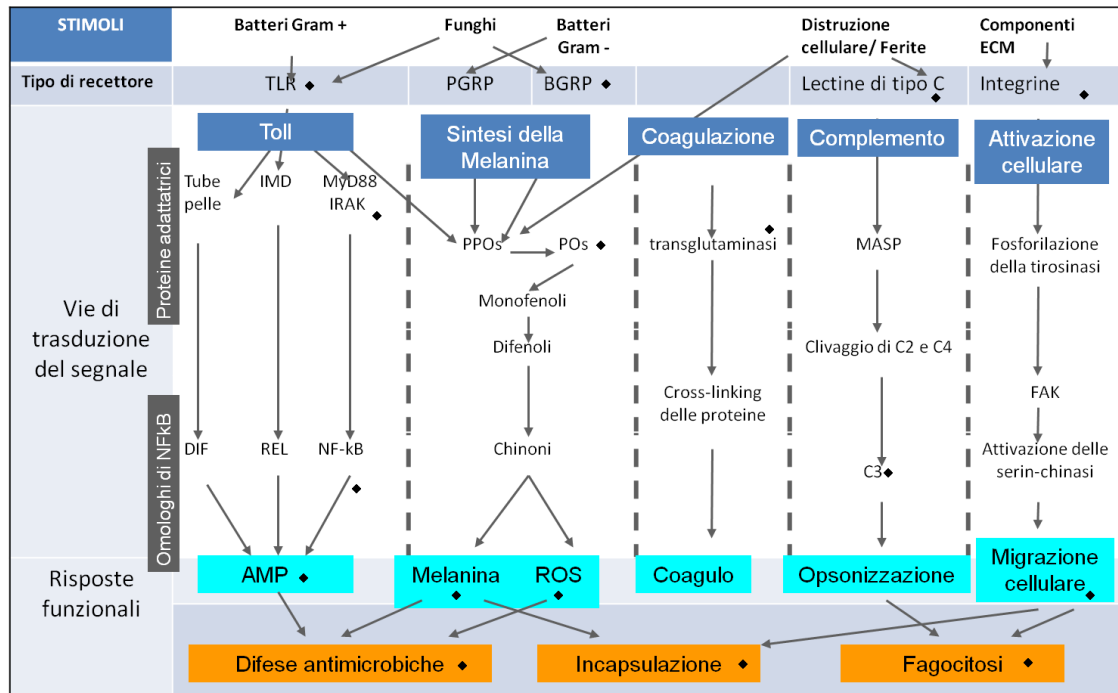 STIMOLI
Batteri Gram +
Funghi
Batteri
Gram -
Distruzione
cellulare/ Ferite
Componenti
ECM
Tipo di recettore
TLR
PGRP
BGRP
Lectine di tipo C
Integrine
Vie di
trasduzione
del segnale
Proteine adattatrici
Omologhi di NFkB
Toll
Sintesi della
Melanina
Coagulazione
Complemento
Attivazione
cellulare
Tube
pelle
IMD
MyD88
IRAK
PPOs
POs
transglutaminasi
MASP
Fosforilazione
della tirosinasi
Monofenoli
Difenoli
Clivaggio di C2 e C4
Cross-linking
delle proteine
FAK
DIF
REL
NF-kB
Chinoni
C3
Attivazione delle
serin-chinasi
Risposte
funzionali
AMP
Melanina
ROS
Coagulo
Opsonizzazione
Migrazione
cellulare
Difese antimicrobiche
Incapsulazione
Fagocitosi